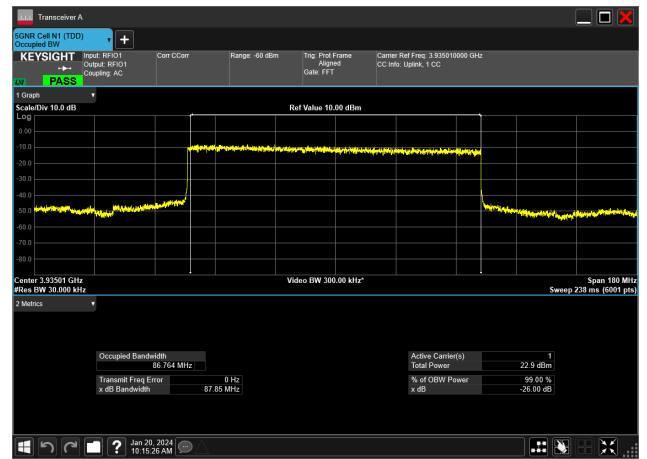 Transceiver A
5GNR Cell N1 (TDD)
Occupied BW
+
KEYSIGHT
LXI
PASS
Input: RFIO1
Output: RFIO1
Coupling: AC
Corr CCorr
Range: -60 dBm
Trig: Prot Frame
Aligned
Gate: FFT
Carrier Ref Freq: 3.935010000 GHz
CC Info: Uplink, 1 CC
1 Graph
Scale/Div 10.0 dB
Ref Value 10.00 dBm
Log
0.00
-10.0
-20.0
-30.0
-40.0
-50.0
-60.0
-70.0
-80.0
Center 3.93501 GHz
Video BW 300.00 kHz*
Span 180 MHz
#Res BW 30.000 kHz
Sweep 238 ms (6001 pts)
2 Metrics
Occupied Bandwidth
86.764 MHz
Active Carrier(s) 1
Total Power 22.9 dBm
Transmit Freq Error 0 Hz
x dB Bandwidth 87.85 MHz
% of OBW Power 99.00 %
x dB -26.00 dB
?
Jan 20, 2024
10:15:26 AM